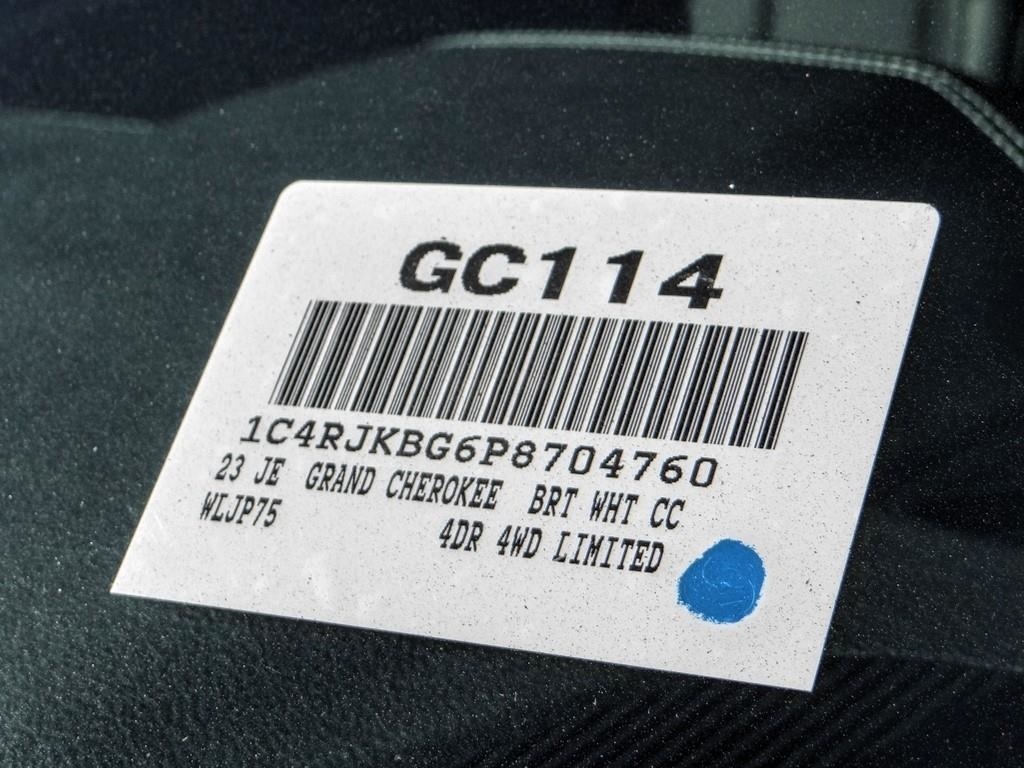 GC114
1C4RJKBG6P8704760
23 JE GRAND CHEROKEE BRT WHT CC
WLJP75 4DR 4WD LIMITED